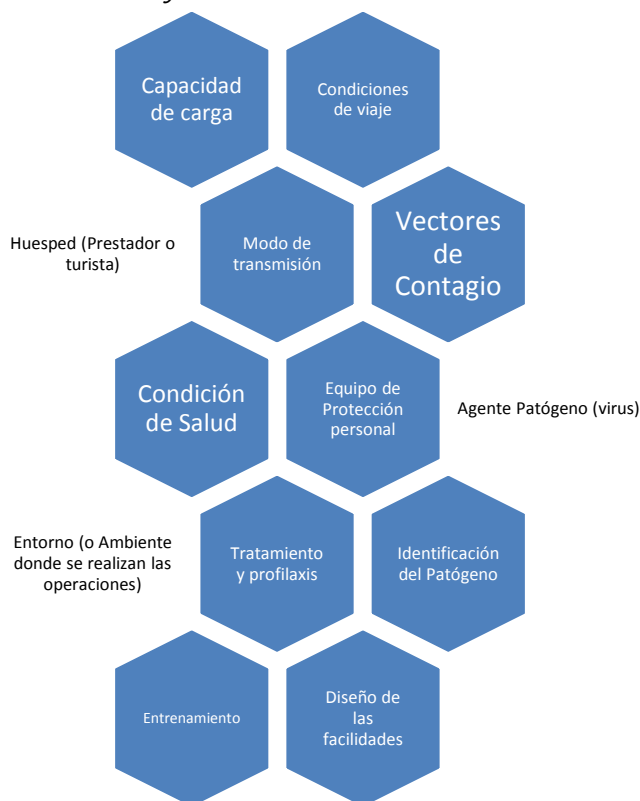 Capacidad
de carga
Condiciones
de viaje
Huesped (Prestador o
turista)
Modo de
transmisión
Vectores
de
Contagio
Condición
de Salud
Equipo de
Protección
personal
Agente Patógeno (virus)
Entorno (o Ambiente
donde se realizan las
operaciones)
Tratamiento
y profilaxis
Identificación
del Patógeno
Entrenamiento
Diseño de
las
facilidades